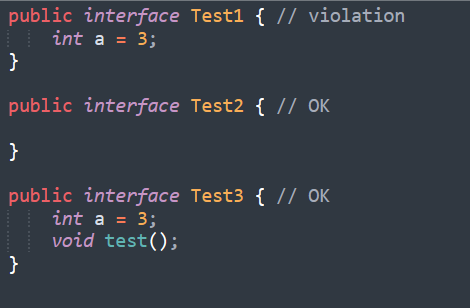 public interface Test1 { // violation
    int a = 3;
}
public interface Test2 { // OK
}
public interface Test3 { // OK
    int a = 3;
    void test();
}